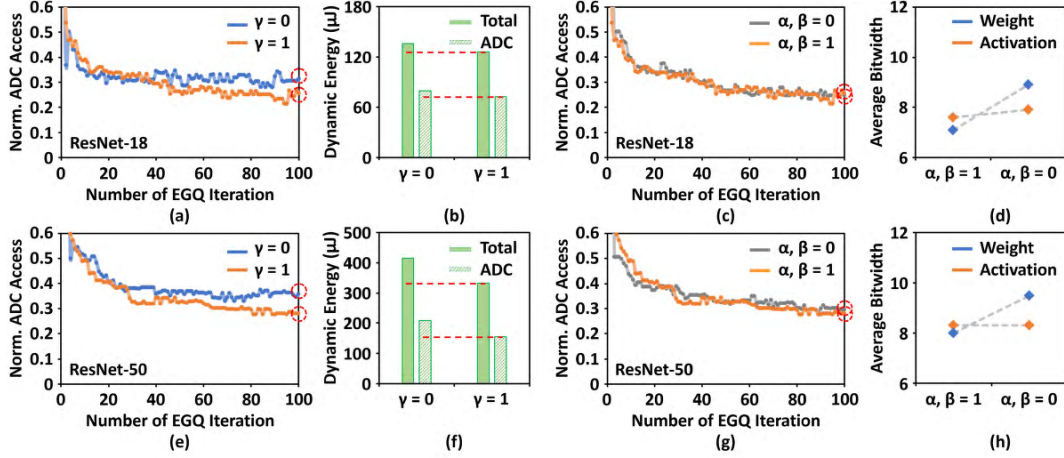 Norm. ADC Access
0.6
0.5
0.4
0.3
0.2
0.1
0
γ = 0
γ = 1
ResNet-18
0 20 40 60 80 100
Number of EGQ Iteration
(a)
Dynamic Energy (μJ)
180
120
60
0
Total
ADC
γ = 0 γ = 1
(b)
Norm. ADC Access
0.6
0.5
0.4
0.3
0.2
0.1
0
α, β = 0
α, β = 1
ResNet-18
0 20 40 60 80 100
Number of EGQ Iteration
(c)
Average Bitwidth
12
10
8
6
Weight
Activation
α, β = 1 α, β = 0
(d)
Norm. ADC Access
0.6
0.5
0.4
0.3
0.2
0.1
0
γ = 0
γ = 1
ResNet-50
0 20 40 60 80 100
Number of EGQ Iteration
(e)
Dynamic Energy (μJ)
500
400
300
200
100
0
Total
ADC
γ = 0 γ = 1
(f)
Norm. ADC Access
0.6
0.5
0.4
0.3
0.2
0.1
0
α, β = 0
α, β = 1
ResNet-50
0 20 40 60 80 100
Number of EGQ Iteration
(g)
Average Bitwidth
12
10
8
6
Weight
Activation
α, β = 1 α, β = 0
(h)